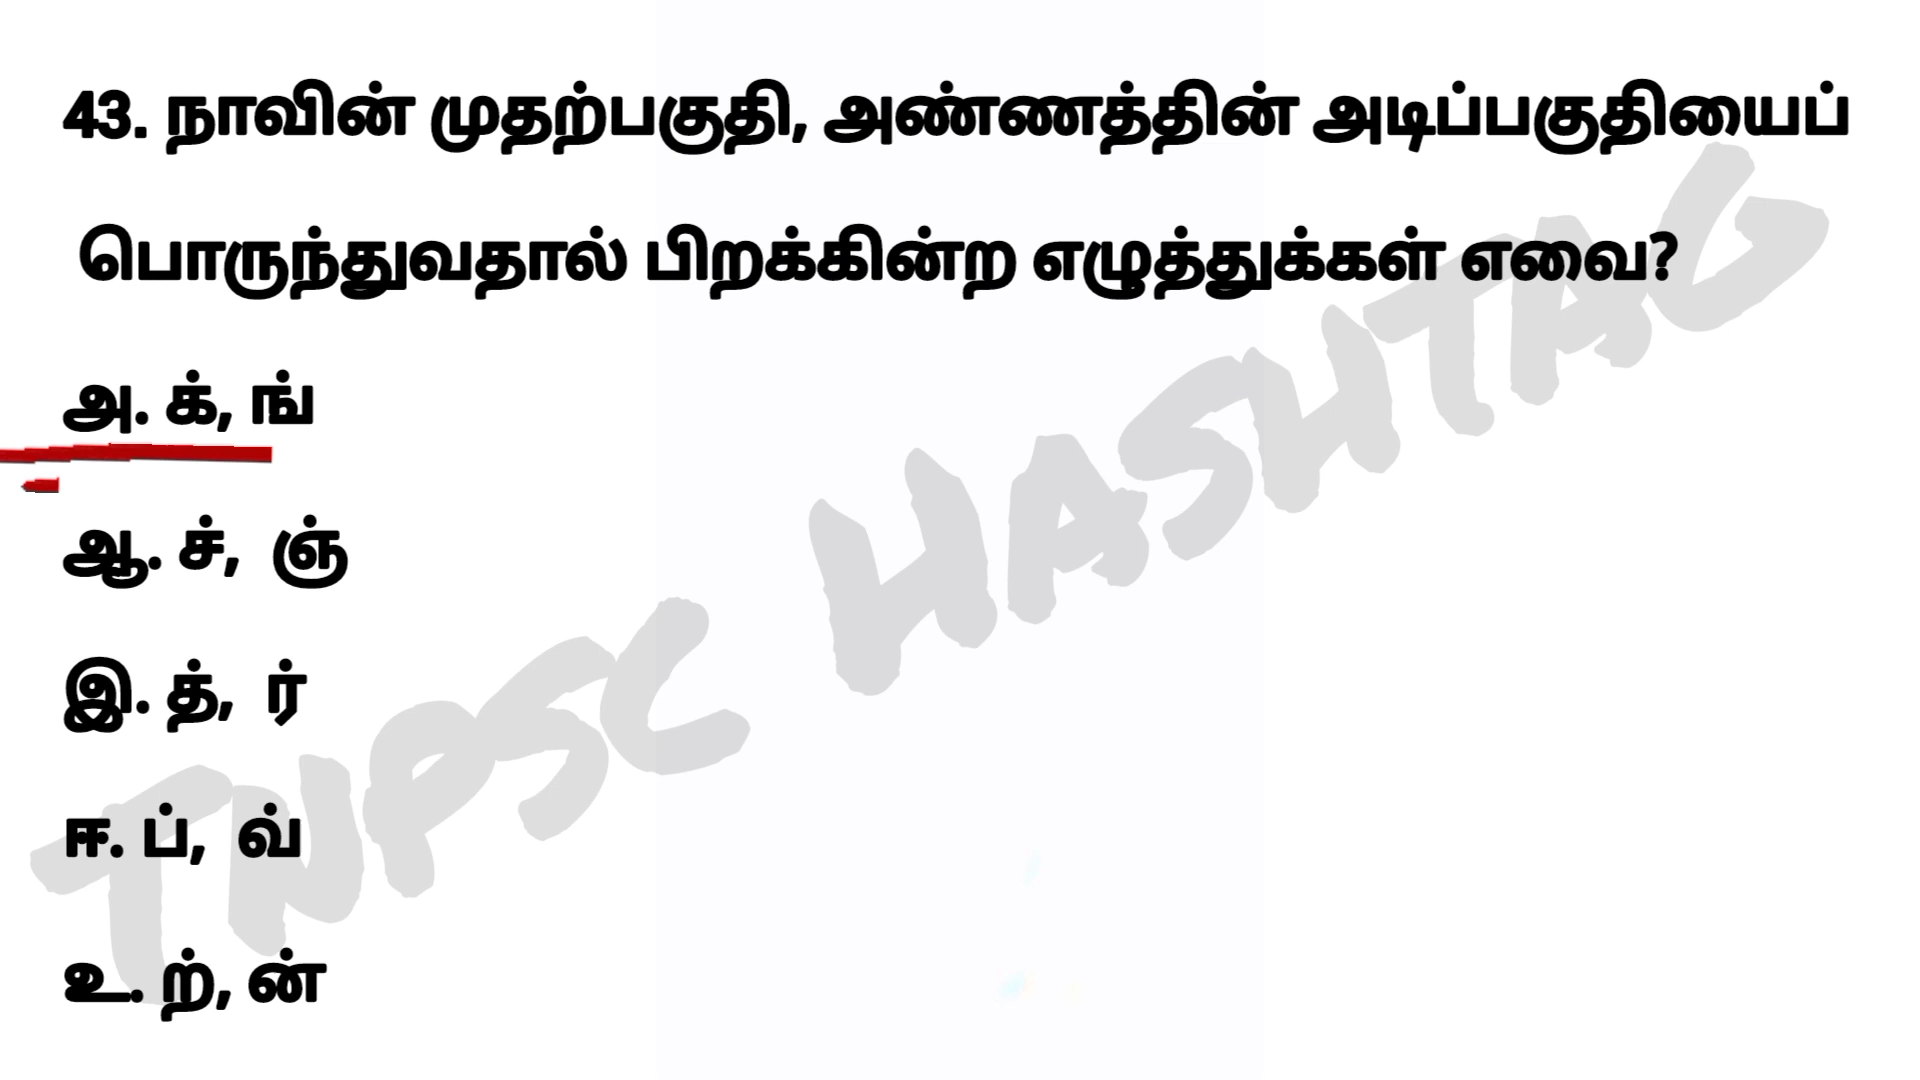 43. நாவின் முதற்பகுதி, அண்ணத்தின் அடிப்பகுதியைப்
பொருந்துவதால் பிறக்கின்ற எழுத்துக்கள் எவை?
அ. க், ங்
ஆ. ச், ஞ்
இ. த், ர்
ஈ. ப், வ்
உ. ற், ன்
TNPSC HASHTAG